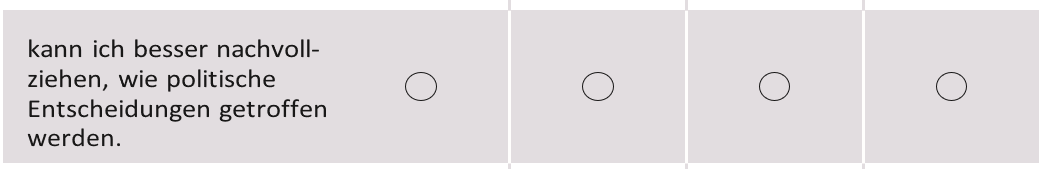 kann ich besser nachvoll-
ziehen, wie politische
Entscheidungen getroffen
werden.